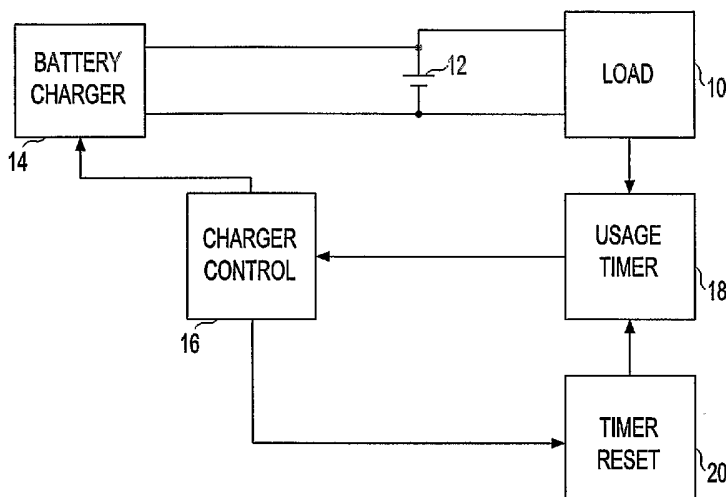 BATTERY
CHARGER
14
12
LOAD
10
CHARGER
CONTROL
16
USAGE
TIMER
18
TIMER
RESET
20